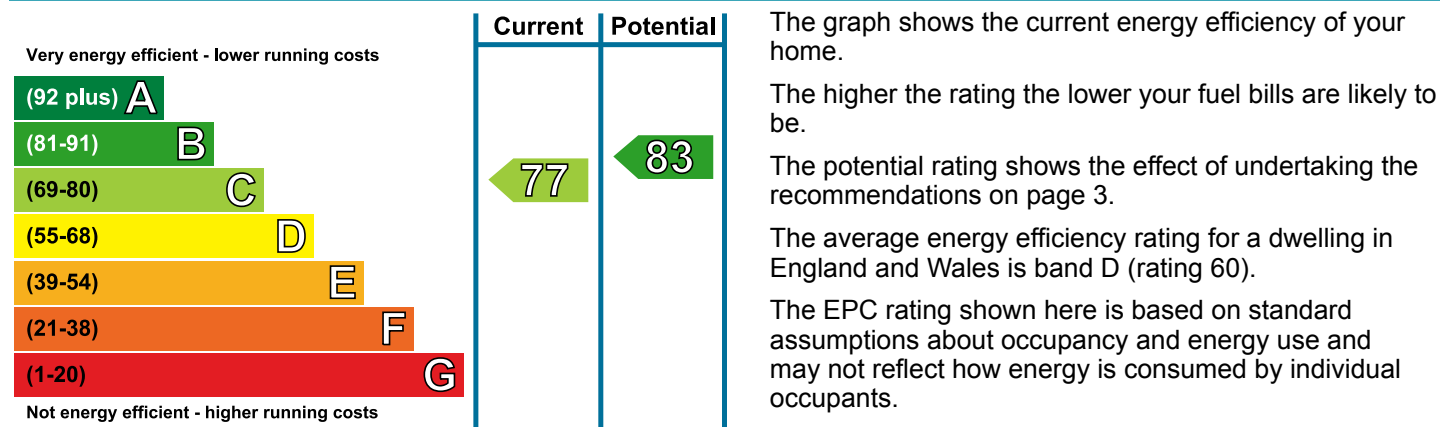 Current Potential
Very energy efficient - lower running costs
(92 plus) A
(81-91) B
(69-80) C
(55-68) D
(39-54) E
(21-38) F
(1-20) G
Not energy efficient - higher running costs
77
83
The graph shows the current energy efficiency of your
home.
The higher the rating the lower your fuel bills are likely to
be.
The potential rating shows the effect of undertaking the
recommendations on page 3.
The average energy efficiency rating for a dwelling in
England and Wales is band D (rating 60).
The EPC rating shown here is based on standard
assumptions about occupancy and energy use and
may not reflect how energy is consumed by individual
occupants.